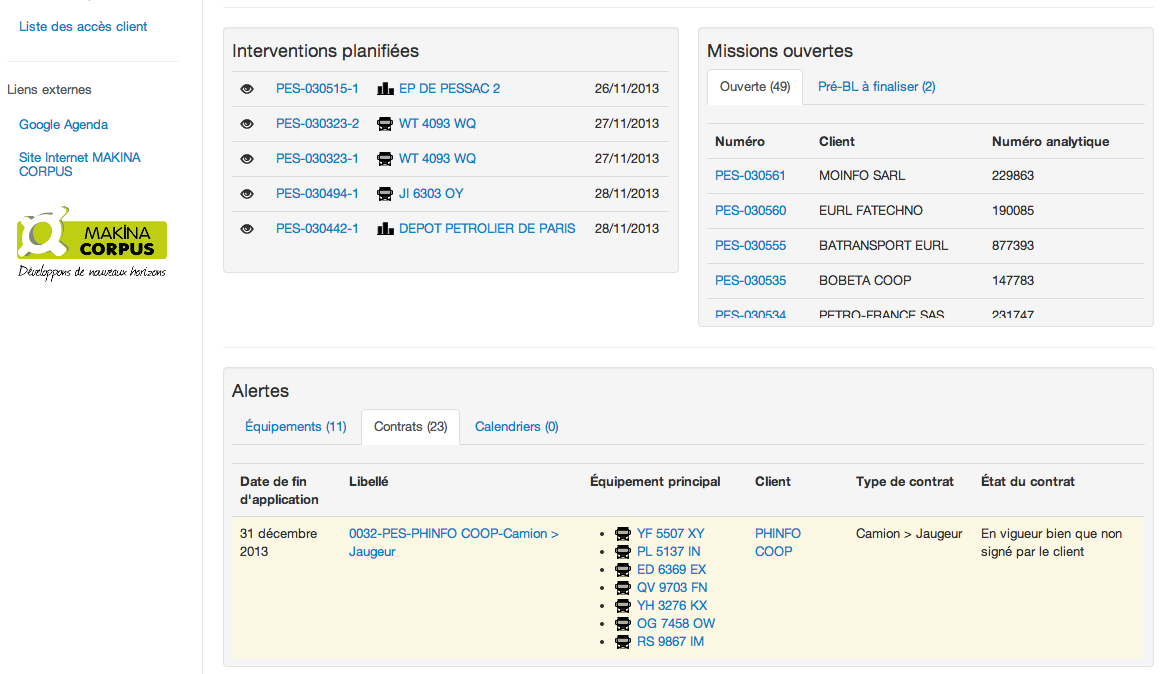 Liste des accès client
Liens externes
Google Agenda
Site Internet MAKINA
CORPUS
MAKINA
CORPUS
Développons de nouveaux horizons
Interventions planifiées
PES-030515-1 EP DE PESSAC 2 26/11/2013
PES-030323-2 WT 4093 WQ 27/11/2013
PES-030323-1 WT 4093 WQ 27/11/2013
PES-030494-1 JI 6303 OY 28/11/2013
PES-030442-1 DEPOT PETROLIER DE PARIS 28/11/2013
Missions ouvertes
Ouverte (49) Pré-BL à finaliser (2)
Numéro Client Numéro analytique
PES-030561 MOINFO SARL 229863
PES-030560 EURL FATECHNO 190085
PES-030555 BATRANSPORT EURL 877393
PES-030535 BOBETA COOP 147783
PES-030534 PETRO-FRANCE SAS 231747
Alertes
Équipements (11) Contrats (23) Calendriers (0)
Date de fin Libellé Équipement principal Client Type de contrat État du contrat
d'application
31 décembre 0032-PES-PHINFO COOP-Camion > • YF 5507 XY PHINFO Camion > Jaugeur En vigueur bien que non
2013 Jaugeur • PL 5137 IN COOP signé par le client
• ED 6369 EX
• QV 9703 FN
• YH 3276 KX
• OG 7458 OW
• RS 9867 IM